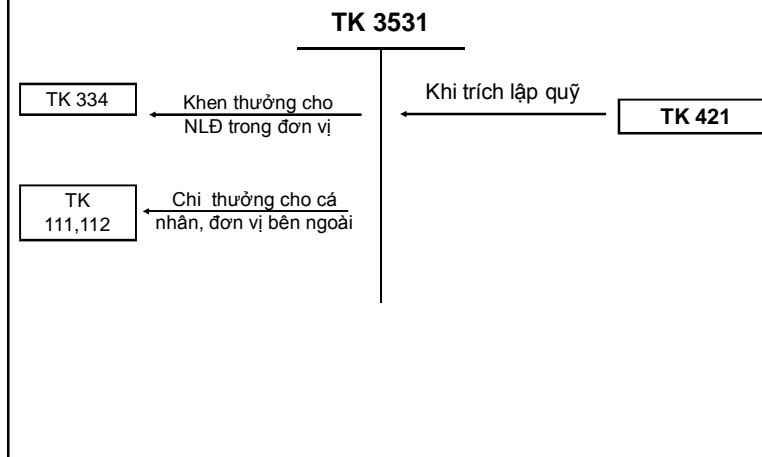 TK 3531
TK 334
Khen thưởng cho
NLĐ trong đơn vị
Khi trích lập quỹ
TK 421
TK
111,112
Chi thưởng cho cá
nhân, đơn vị bên ngoài